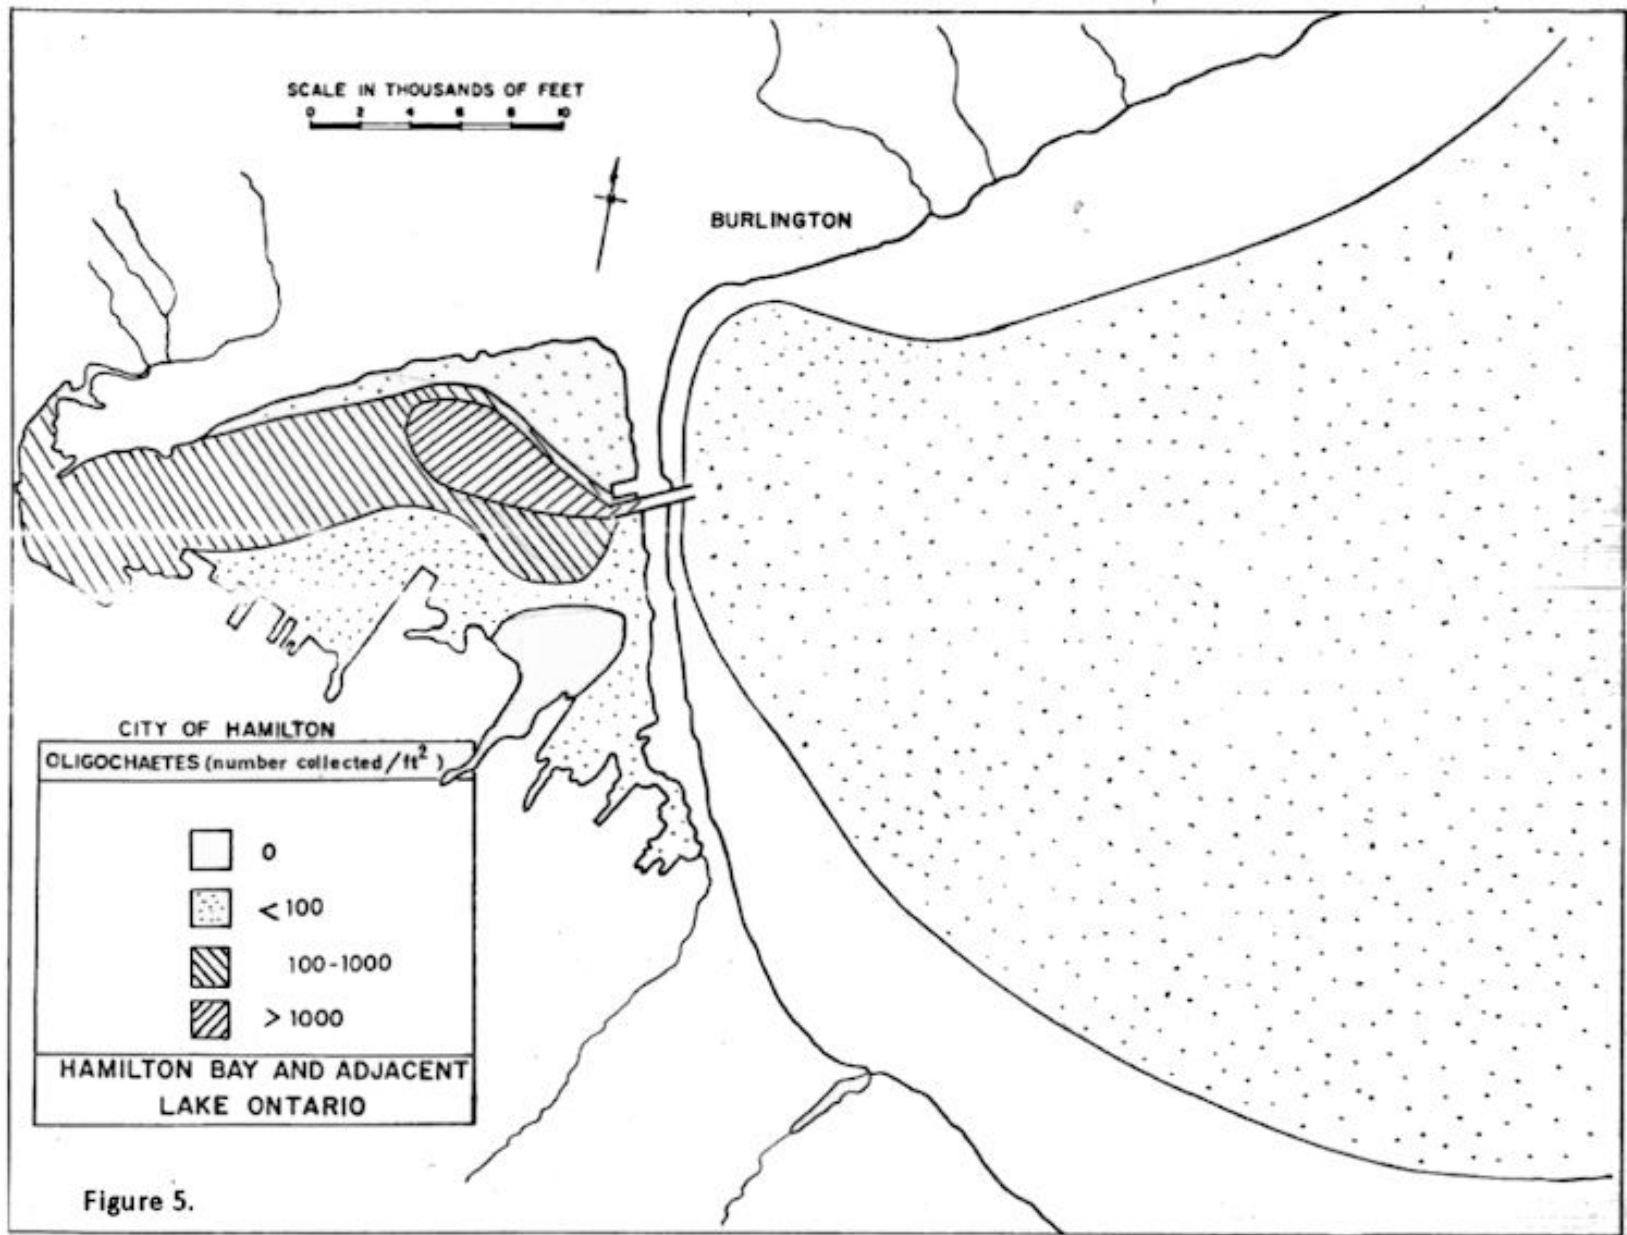 SCALE IN THOUSANDS OF FEET
0 2 4 6 8 10
BURLINGTON
CITY OF HAMILTON
OLIGOCHAETES (number collected/ft²)
0
< 100
100-1000
> 1000
HAMILTON BAY AND ADJACENT
LAKE ONTARIO
Figure 5.